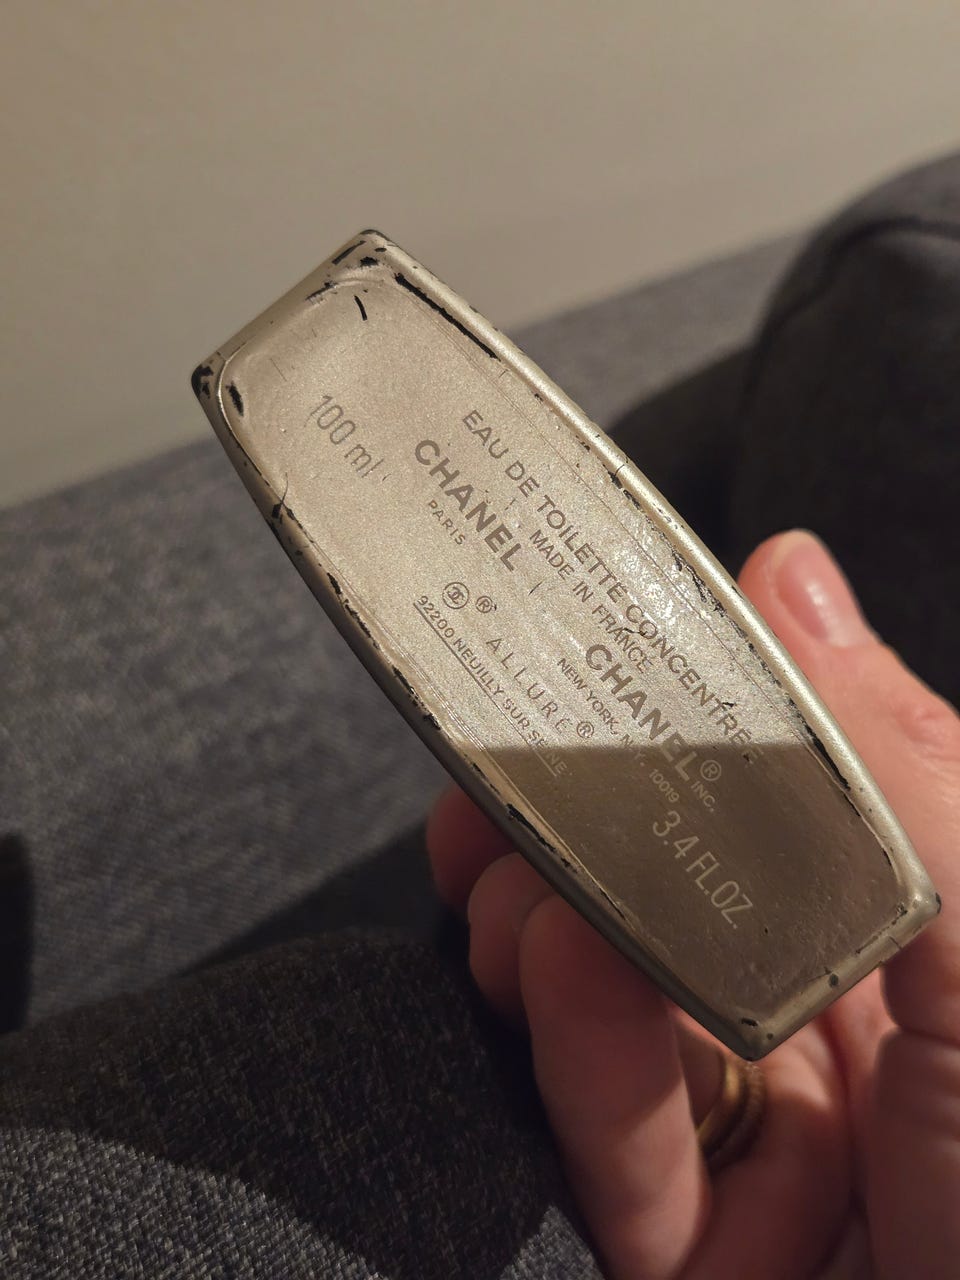 EAU DE TOILETTE CONCENTRÉE
MADE IN FRANCE
100 ml
CHANEL
PARIS
CHANEL® INC.
NEW YORK, N.Y. 10019
3.4 FL.OZ.
® ALLURE®
92200 NEUILLY SUR SEINE